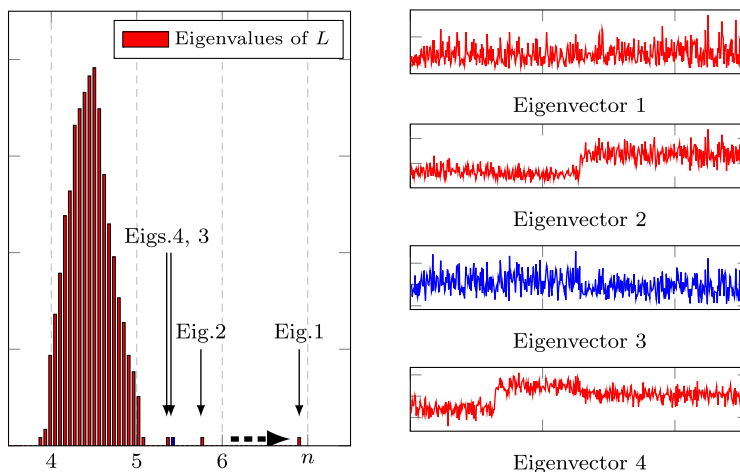 Eigenvalues of L
Eigs.4, 3
Eig.2
Eig.1
4
5
6
n
Eigenvector 1
Eigenvector 2
Eigenvector 3
Eigenvector 4